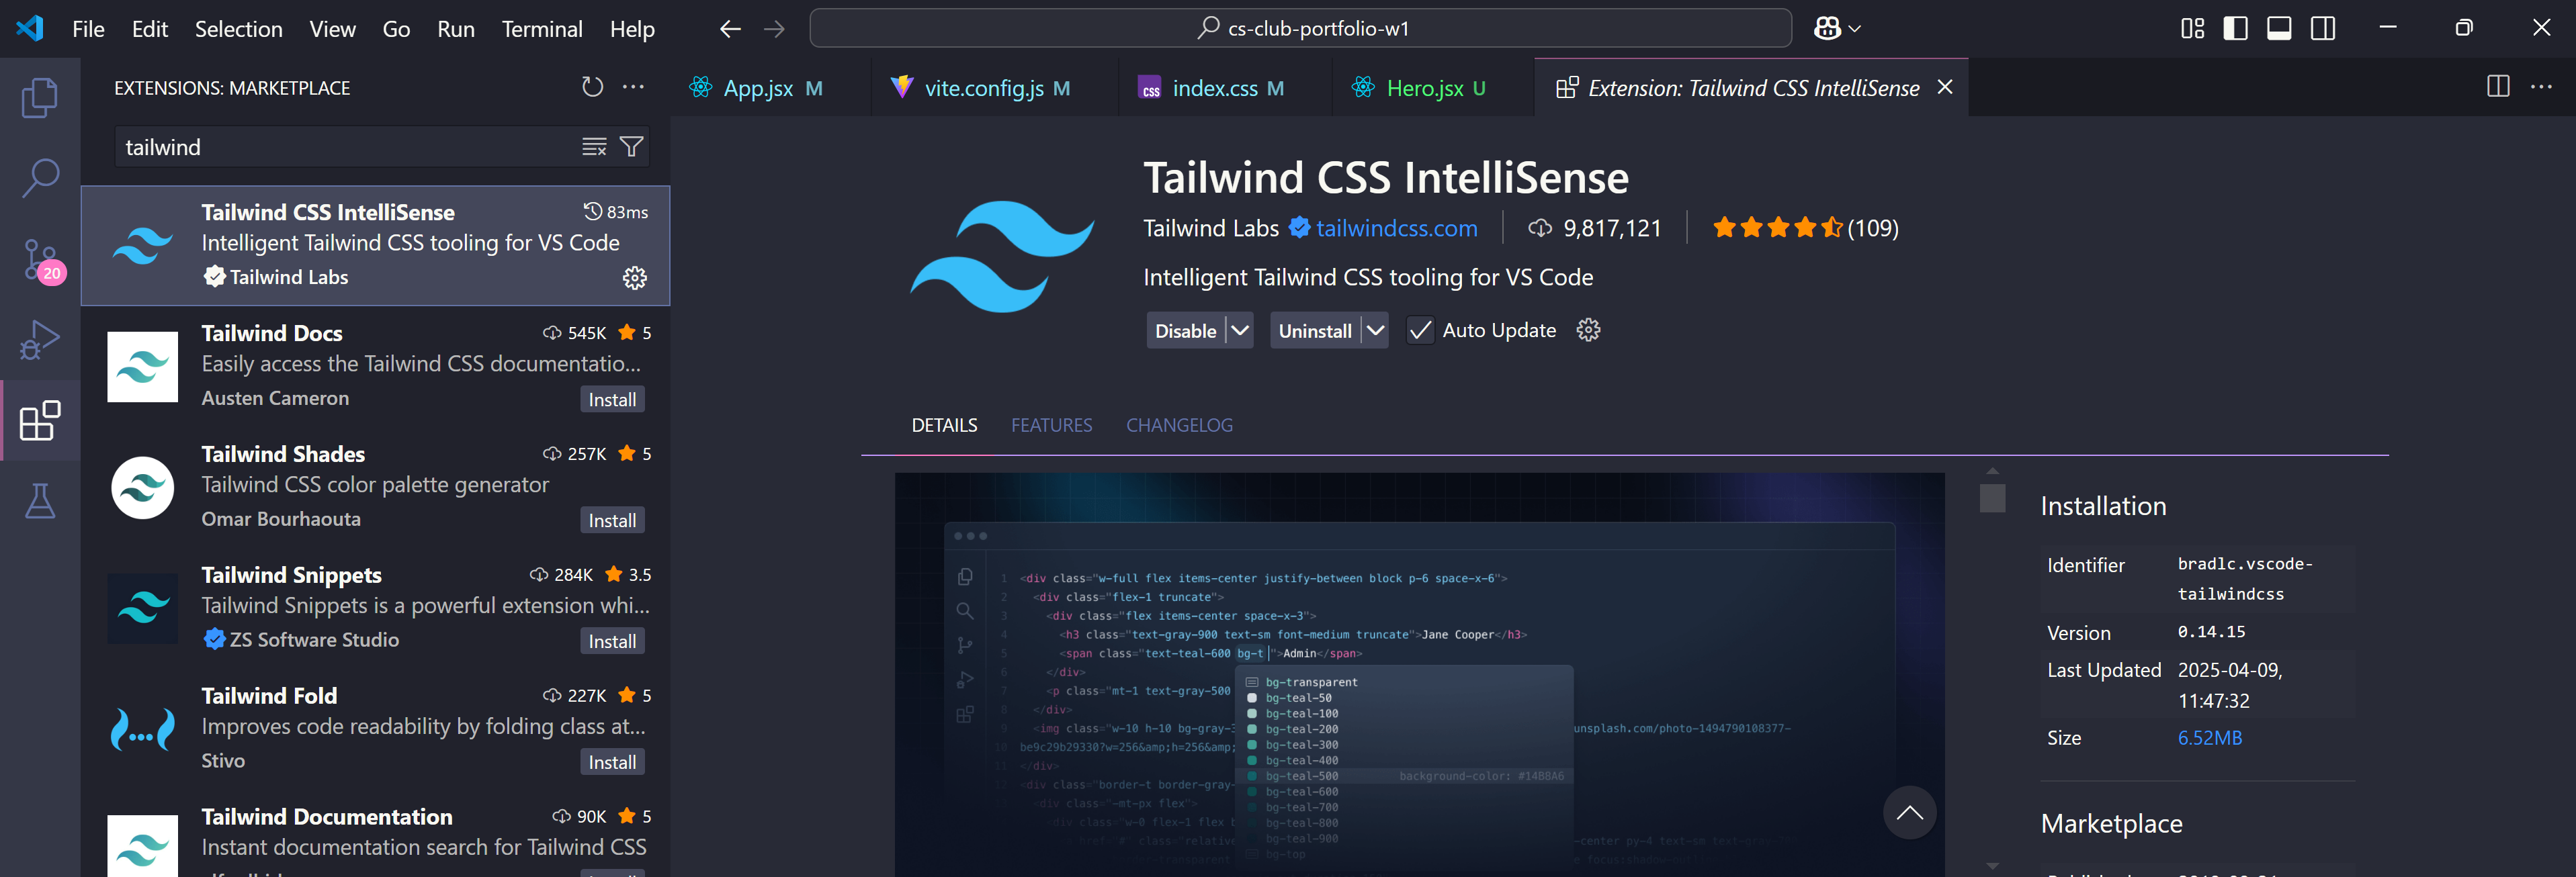 File Edit Selection View Go Run Terminal Help
cs-club-portfolio-w1
EXTENSIONS: MARKETPLACE
App.jsx M
vite.config.js M
css index.css M
Hero.jsx U
Extension: Tailwind CSS IntelliSense
tailwind
20
Tailwind CSS IntelliSense 83ms
Intelligent Tailwind CSS tooling for VS Code
Tailwind Labs
Tailwind Docs 545K 5
Easily access the Tailwind CSS documentatio...
Austen Cameron Install
Tailwind Shades 257K 5
Tailwind CSS color palette generator
Omar Bourhaouta Install
Tailwind Snippets 284K 3.5
Tailwind Snippets is a powerful extension whi...
ZS Software Studio Install
Tailwind Fold 227K 5
Improves code readability by folding class at...
Stivo Install
Tailwind Documentation 90K 5
Instant documentation search for Tailwind CSS
Tailwind CSS IntelliSense
Tailwind Labs tailwindcss.com 9,817,121 (109)
Intelligent Tailwind CSS tooling for VS Code
Disable Uninstall Auto Update
DETAILS FEATURES CHANGELOG
1 <div class="w-full flex items-center justify-between block p-6 space-x-6">
2 <div class="flex-1 truncate">
3 <div class="flex items-center space-x-3">
4 <h3 class="text-gray-900 text-sm font-medium truncate">Jane Cooper</h3>
5 <span class="text-teal-600 bg-t ">Admin</span>
6 </div>
7 <p class="mt-1 text-gray-500
8 </div>
9 <img class="w-10 h-10 bg-gray-3 unsplash.com/photo-1494790108377-
10 be9c29b29330?w=256&amp;h=256&amp;
11 </div>
12 <div class="border-t border-gray-
13 <div class="-mt-px flex">
<div class="w-0 flex-1 flex b
bg-transparent
bg-teal-50
bg-teal-100
bg-teal-200
bg-teal-300
bg-teal-400
bg-teal-500 background-color: #14B8A6
bg-teal-600
bg-teal-700
bg-teal-800
bg-teal-900
bg-top
Installation
Identifier bradlc.vscode-
tailwindcss
Version 0.14.15
Last Updated 2025-04-09,
11:47:32
Size 6.52MB
Marketplace